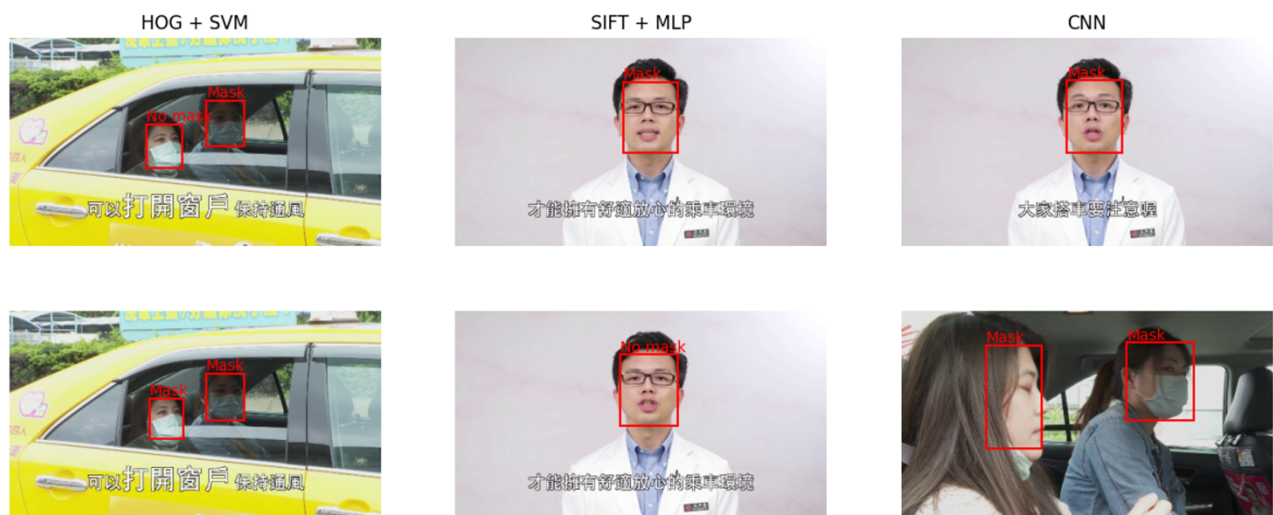 HOG + SVM
SIFT + MLP
CNN
Mask
No mask
可以打開窗戶 保持通風
Mask
才能擁有舒適放心的乘車環境
Mask
大家搭車要注意喔
Mask
Mask
可以打開窗戶 保持通風
No mask
才能擁有舒適放心的乘車環境
Mask
Mask